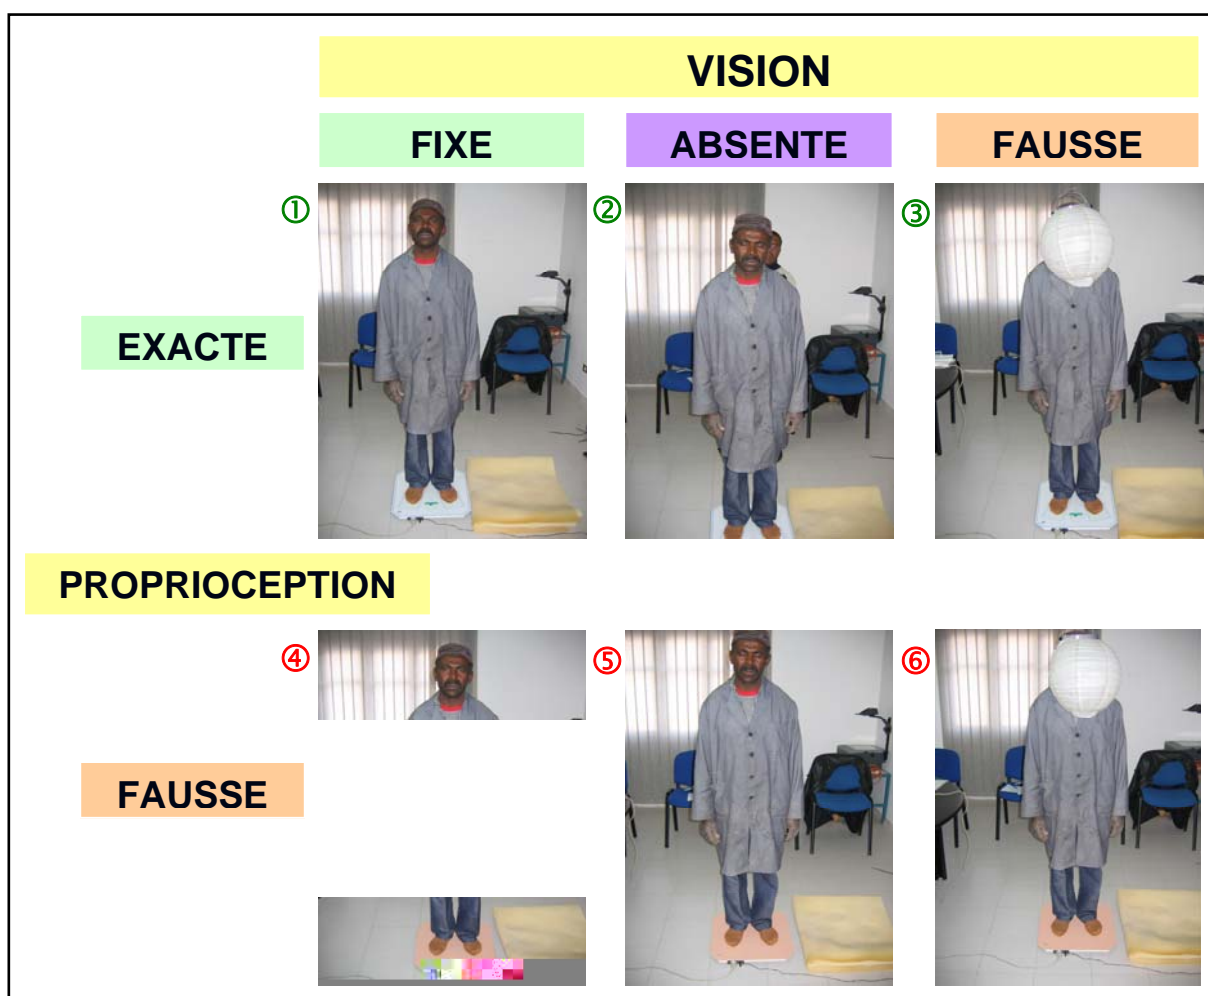 VISION
FIXE ABSENTE FAUSSE
① ② ③
EXACTE
PROPRIOCEPTION
④ ⑤ ⑥
FAUSSE